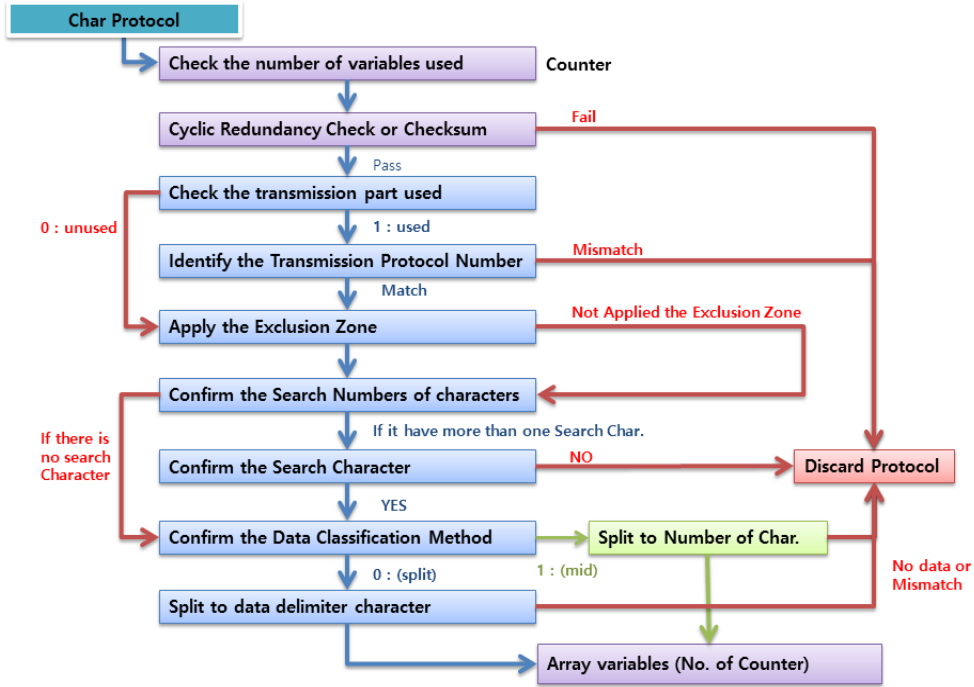 Char Protocol
Check the number of variables used
Counter
Cyclic Redundancy Check or Checksum
Fail
Pass
Check the transmission part used
0 : unused
1 : used
Identify the Transmission Protocol Number
Mismatch
Match
Apply the Exclusion Zone
Not Applied the Exclusion Zone
Confirm the Search Numbers of characters
If it have more than one Search Char.
If there is
no search
Character
Confirm the Search Character
NO
Discard Protocol
YES
Confirm the Data Classification Method
Split to Number of Char.
0 : (split)
1 : (mid)
No data or
Mismatch
Split to data delimiter character
Array variables (No. of Counter)